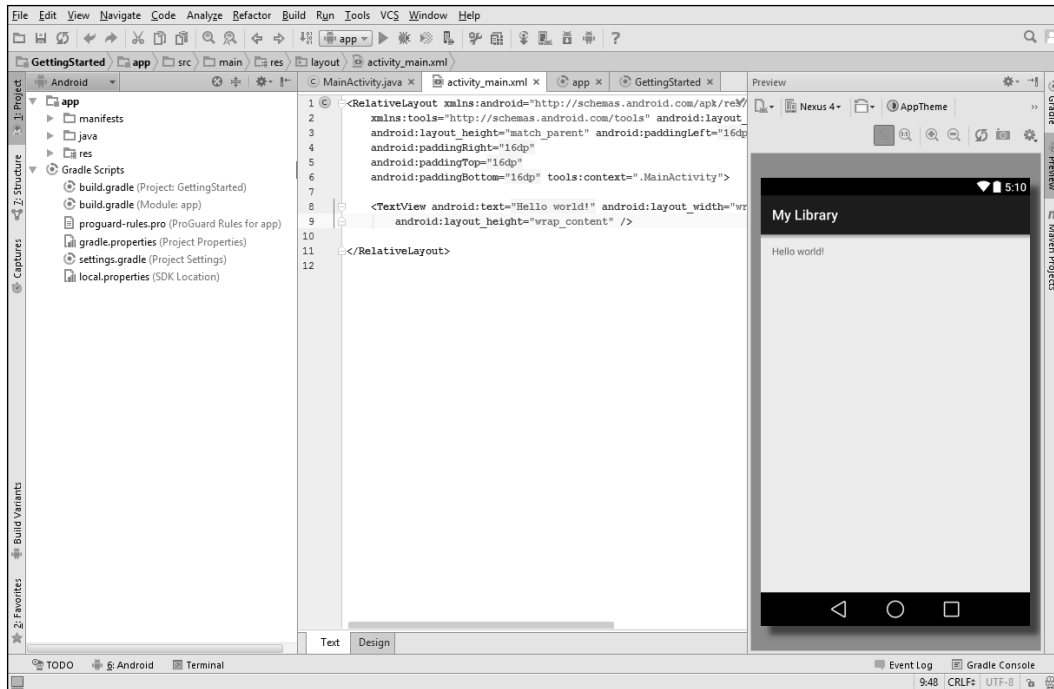 File Edit View Navigate Code Analyze Refactor Build Run Tools VCS Window Help
app
GettingStarted app src main res layout activity_main.xml
1: Project
Z: Structure
Captures
Build Variants
2: Favorites
Android
app
manifests
java
res
Gradle Scripts
build.gradle (Project: GettingStarted)
build.gradle (Module: app)
proguard-rules.pro (ProGuard Rules for app)
gradle.properties (Project Properties)
settings.gradle (Project Settings)
local.properties (SDK Location)
MainActivity.java activity_main.xml app GettingStarted
1 <RelativeLayout xmlns:android="http://schemas.android.com/apk/res/
2 xmlns:tools="http://schemas.android.com/tools" android:layout_
3 android:layout_height="match_parent" android:paddingLeft="16dp
4 android:paddingRight="16dp"
5 android:paddingTop="16dp"
6 android:paddingBottom="16dp" tools:context=".MainActivity">
7
8 <TextView android:text="Hello world!" android:layout_width="wr
9 android:layout_height="wrap_content" />
10
11 </RelativeLayout>
12
Text Design
Preview
Nexus 4 AppTheme
5:10
My Library
Hello world!
Gradle
Preview
Maven Projects
TODO 6: Android Terminal
Event Log Gradle Console
9:48 CRLF UTF-8